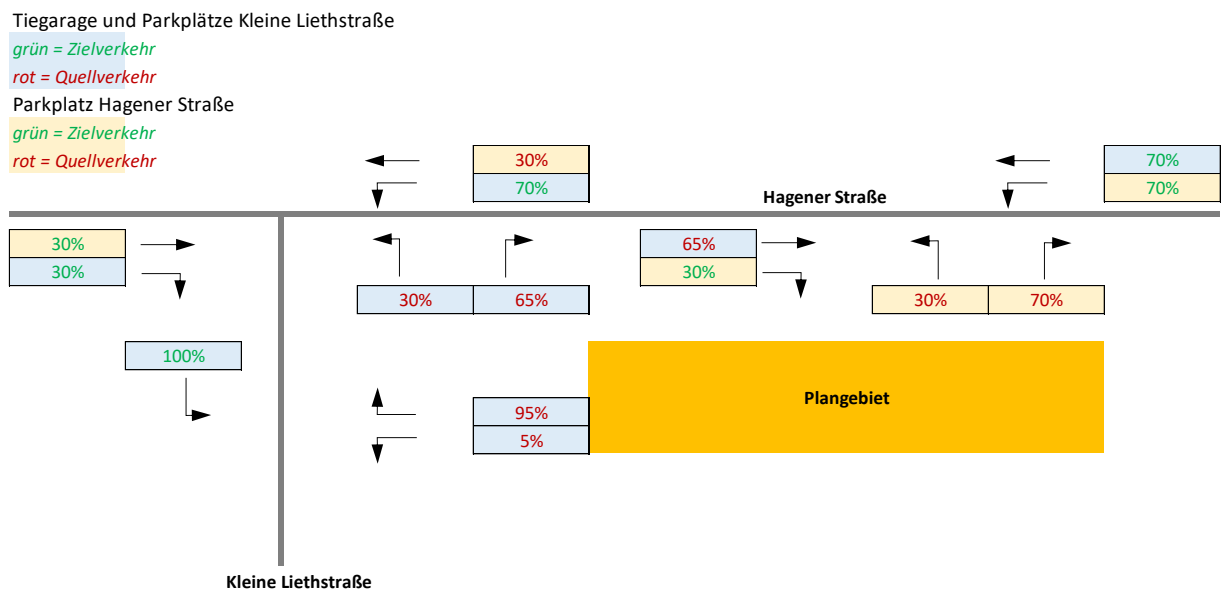 Tiegarage und Parkplätze Kleine Liethstraße
grün = Zielverkehr
rot = Quellverkehr
Parkplatz Hagener Straße
grün = Zielverkehr
rot = Quellverkehr
30%
70%
70%
70%
Hagener Straße
30%
30%
65%
30%
30% 65%
30% 70%
100%
Plangebiet
95%
5%
Kleine Liethstraße